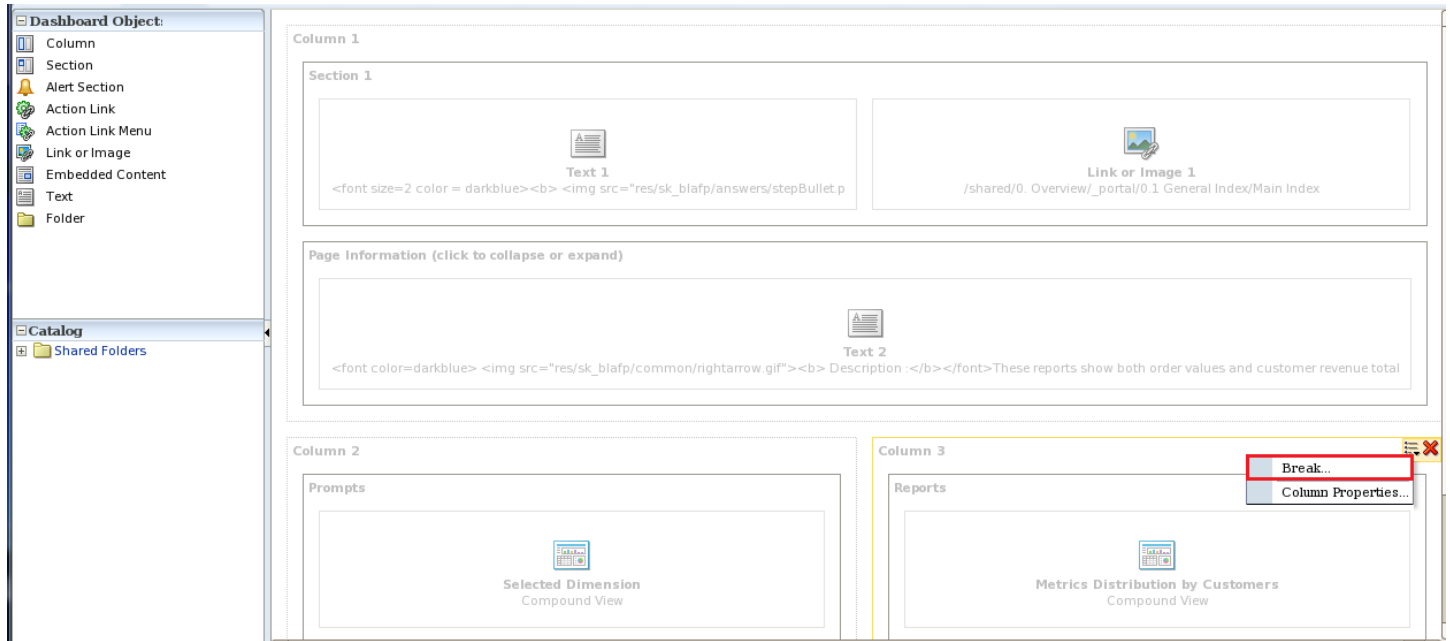 Dashboard Object:
Column
Section
Alert Section
Action Link
Action Link Menu
Link or Image
Embedded Content
Text
Folder
Catalog
Shared Folders
Column 1
Section 1
Text 1
<font size=2 color = darkblue><b> <img src="res/sk_blafp/answers/stepBullet.p
Link or Image 1
/shared/0. Overview/_portal/0.1 General Index/Main Index
Page Information (click to collapse or expand)
Text 2
<font color=darkblue> <img src="res/sk_blafp/common/rightarrow.gif"><b> Description :</b></font>These reports show both order values and customer revenue total
Column 2
Prompts
Selected Dimension
Compound View
Column 3
Break...
Column Properties...
Reports
Metrics Distribution by Customers
Compound View